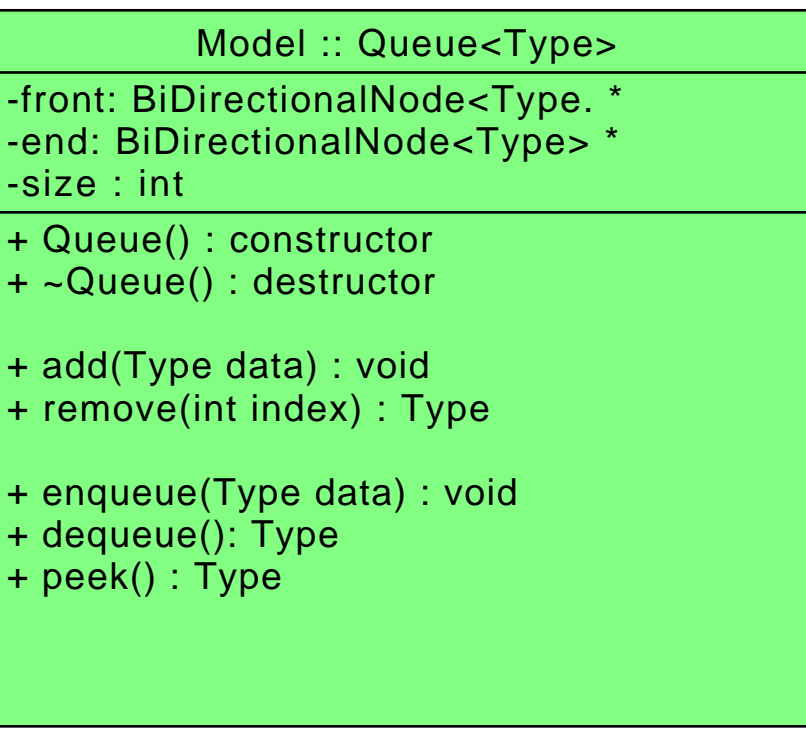 Model :: Queue<Type>
-front: BiDirectionalNode<Type. *
-end: BiDirectionalNode<Type> *
-size : int
+ Queue() : constructor
+ ~Queue() : destructor
+ add(Type data) : void
+ remove(int index) : Type
+ enqueue(Type data) : void
+ dequeue(): Type
+ peek() : Type